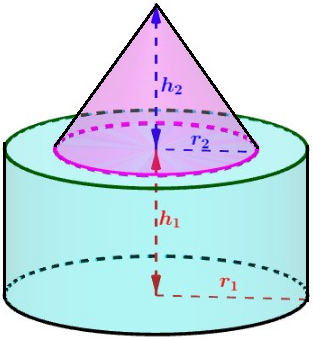 h₂
r₂
h₁
r₁